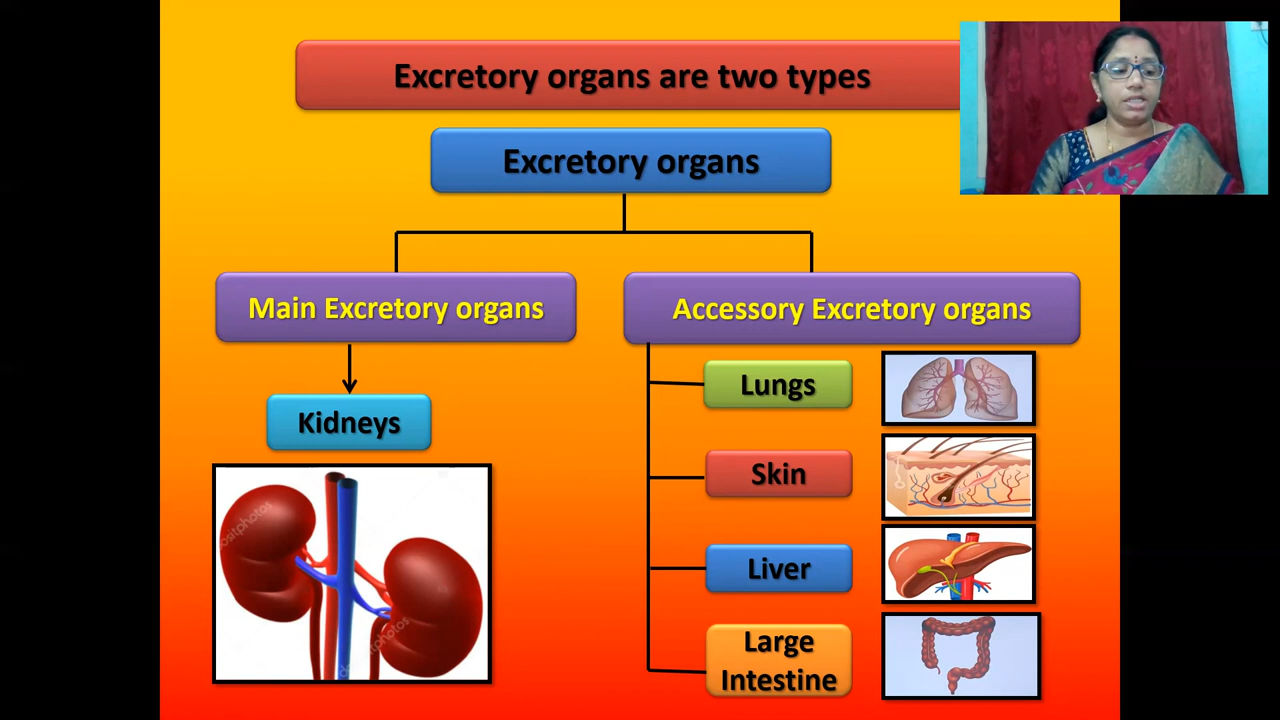 Excretory organs are two types
Excretory organs
Main Excretory organs
Accessory Excretory organs
Kidneys
Lungs
Skin
Liver
Large
Intestine